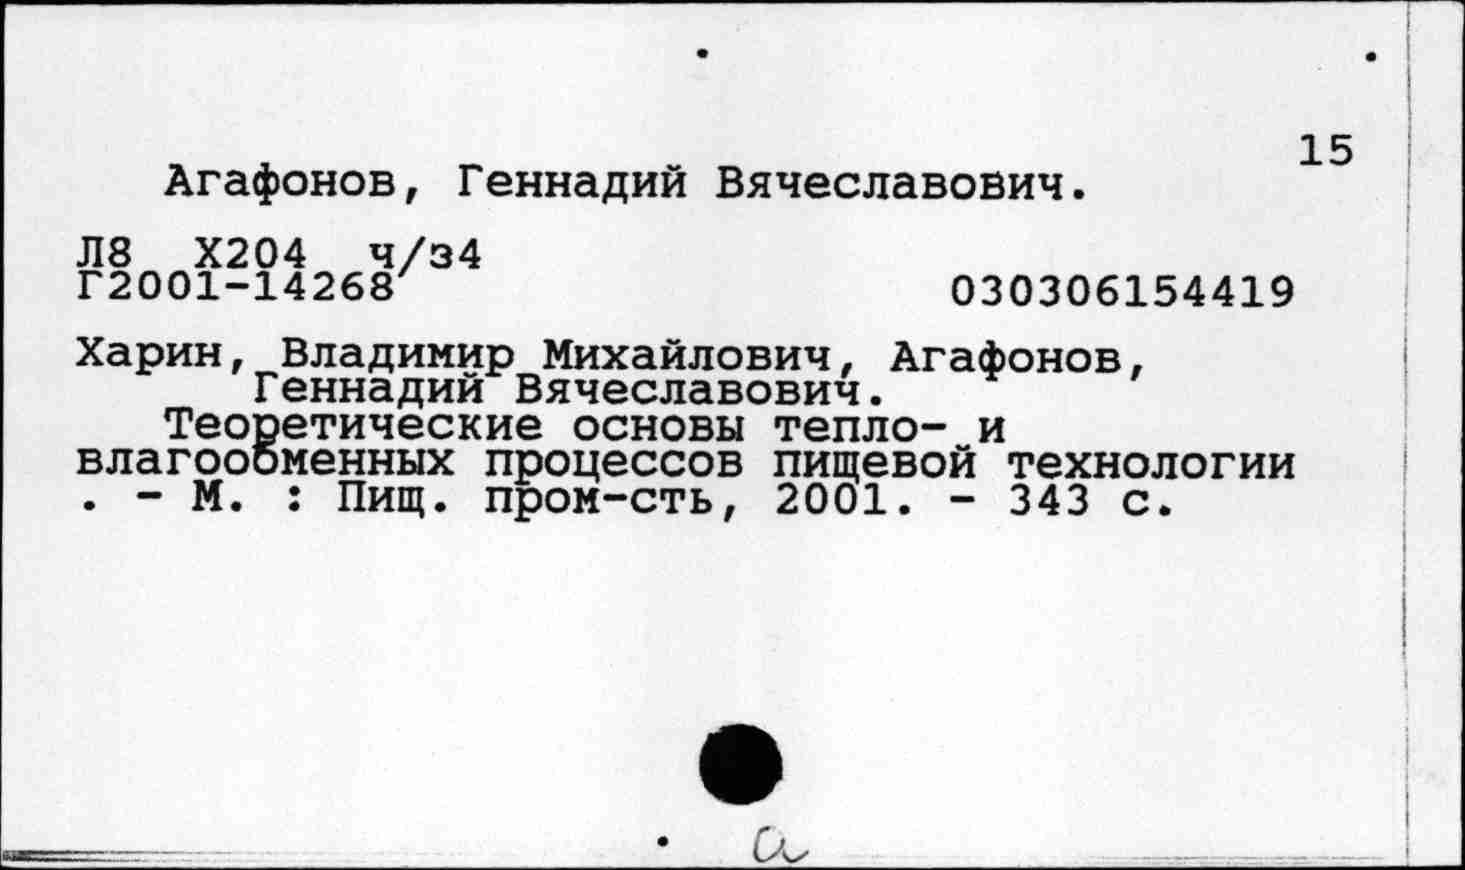 15
Агафонов, Геннадий Вячеславович.
Л8 Х204 ч/з4
Г2001-14268 030306154419
Харин, Владимир Михайлович, Агафонов,
Геннадий Вячеславович.
Теоретические основы тепло- и
влагообменных процессов пищевой технологии
. - М. : Пищ. пром-сть, 2001. - 343 с.